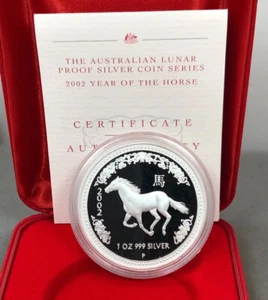 THE AUSTRALIAN LUNAR
PROOF SILVER COIN SERIES
2002 YEAR OF THE HORSE
CERTIFICATE
馬
2002
1 OZ 999 SILVER
P